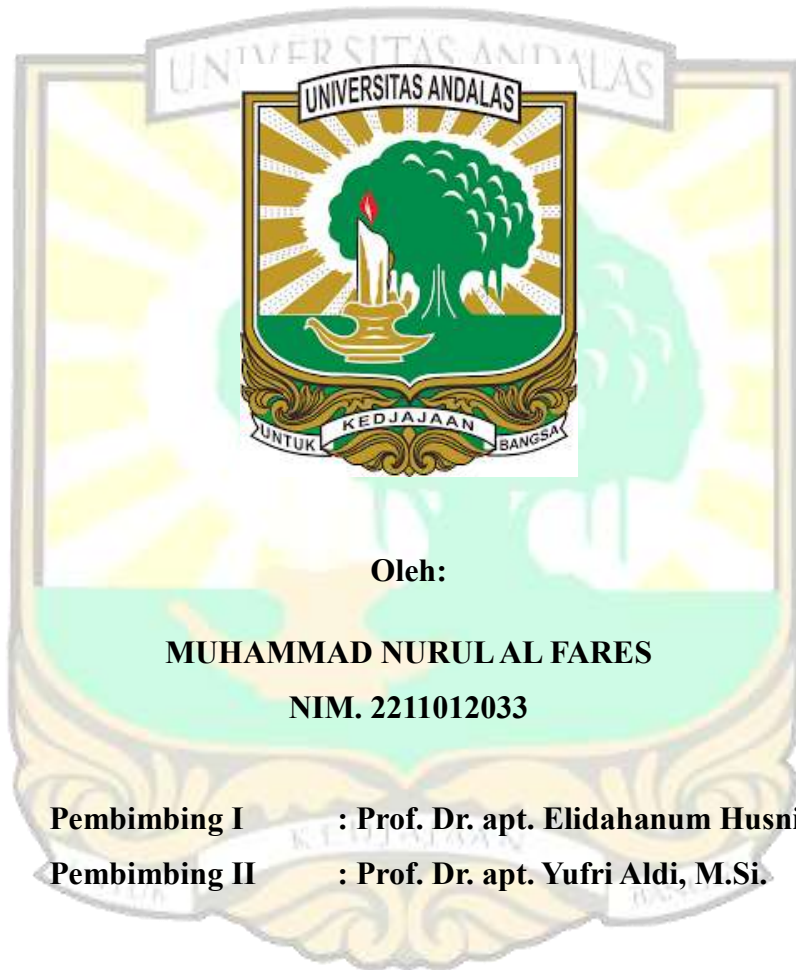 UNIVERSITAS ANDALAS
UNIVERSITAS ANDALAS
UNTUK KEDJAJAAN BANGSA
Oleh:
MUHAMMAD NURUL AL FARES
NIM. 2211012033
Pembimbing I : Prof. Dr. apt. Elidahanum Husni
Pembimbing II : Prof. Dr. apt. Yufri Aldi, M.Si.